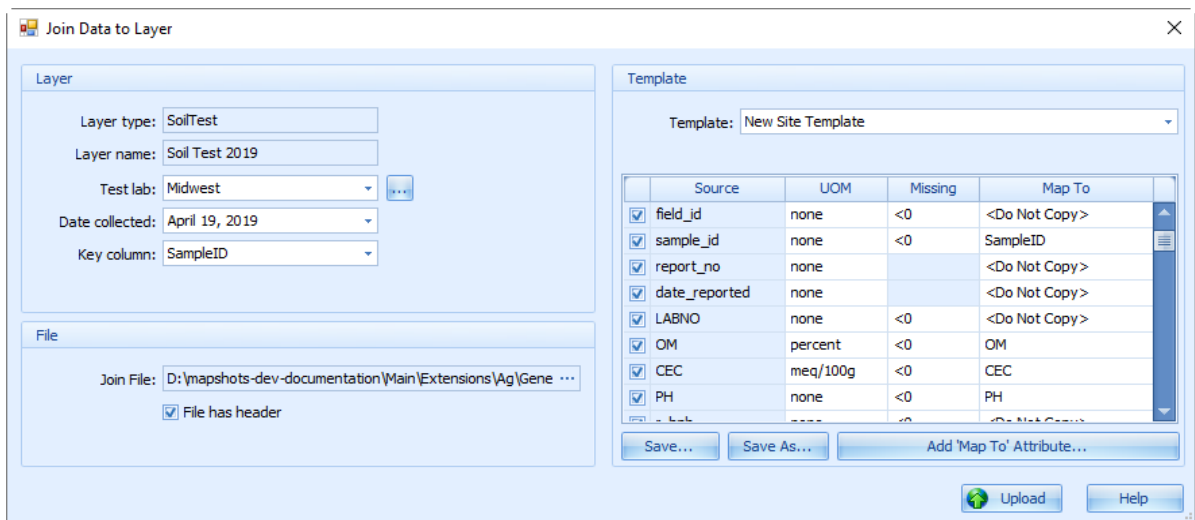 Join Data to Layer
Layer
Layer type: SoilTest
Layer name: Soil Test 2019
Test lab: Midwest ...
Date collected: April 19, 2019
Key column: SampleID
File
Join File: D:\mapshots-dev-documentation\Main\Extensions\Ag\Gene ...
File has header
Template
Template: New Site Template
Source UOM Missing Map To
field_id none <0 <Do Not Copy>
sample_id none <0 SampleID
report_no none <Do Not Copy>
date_reported none <Do Not Copy>
LABNO none <0 <Do Not Copy>
OM percent <0 OM
CEC meq/100g <0 CEC
PH none <0 PH
none <0 <Do Not Copy>
Save... Save As... Add 'Map To' Attribute...
Upload Help